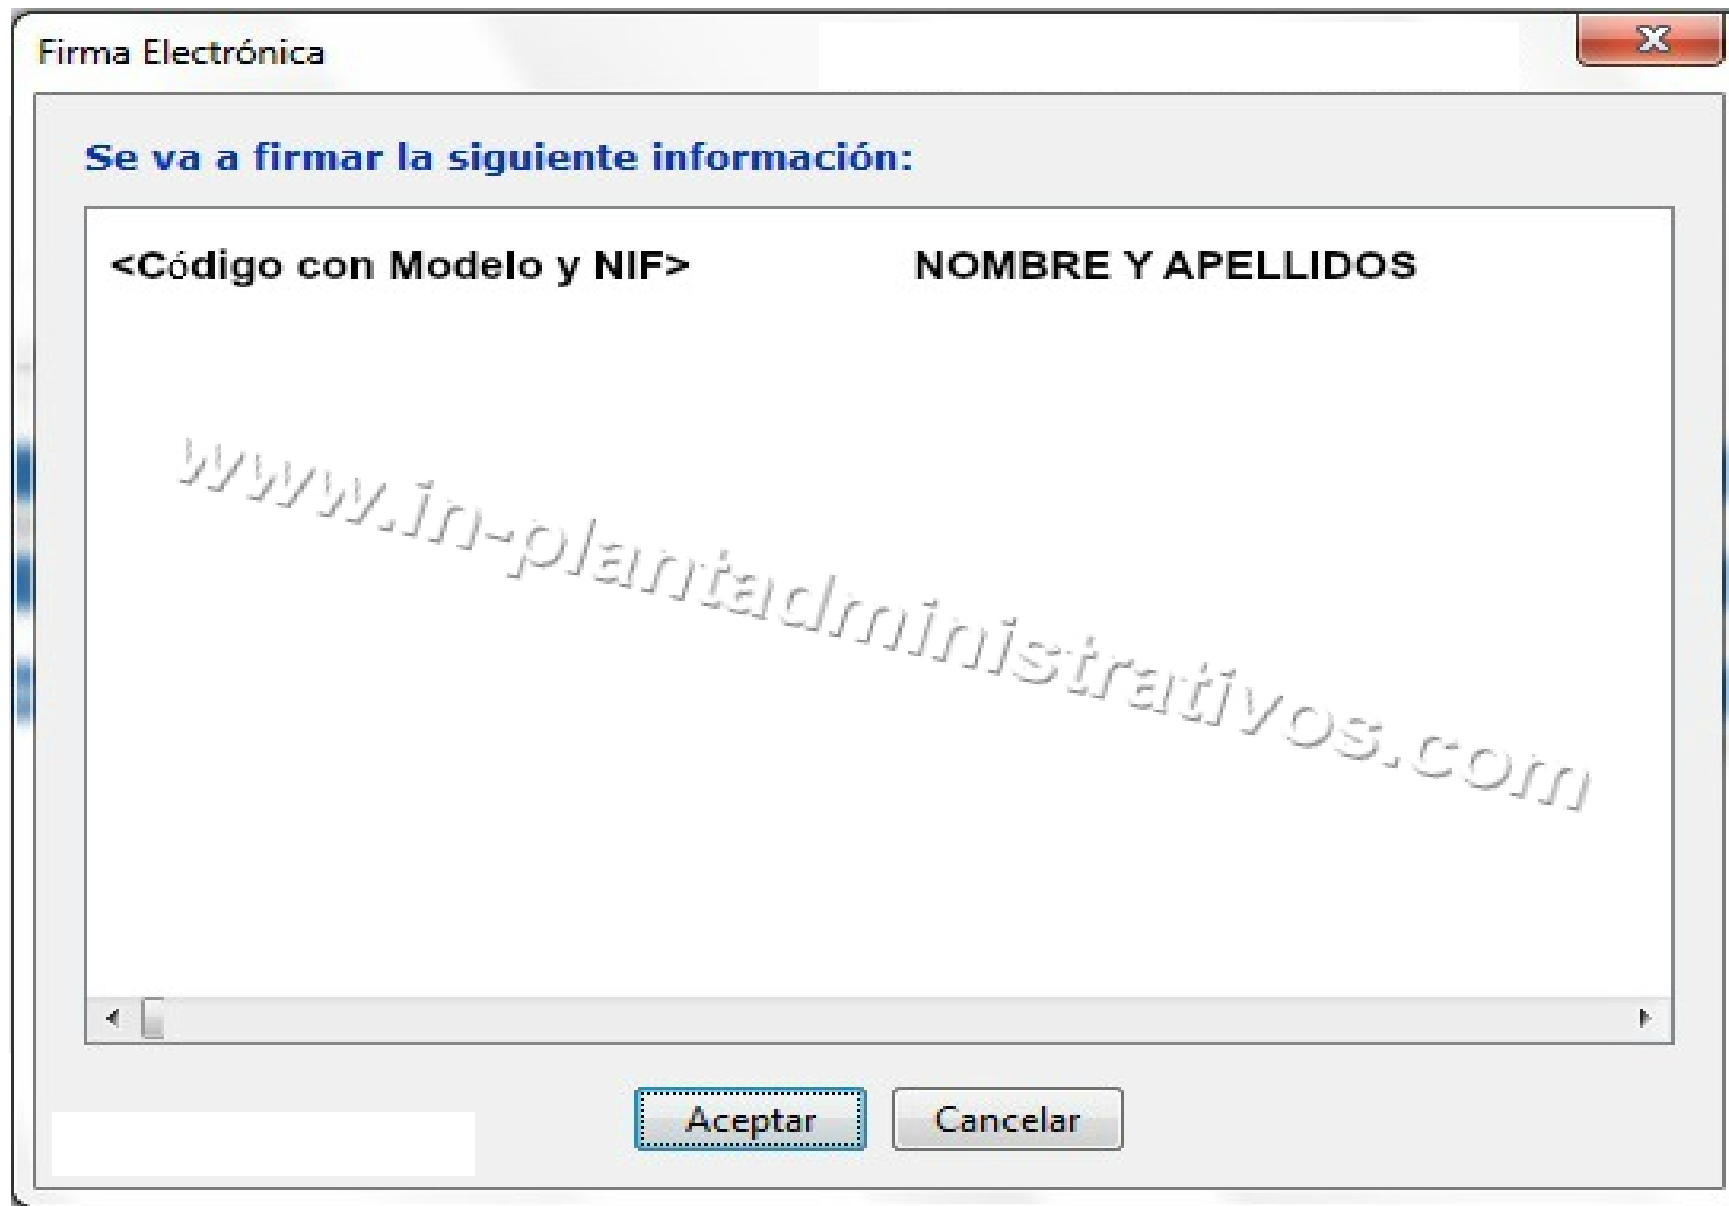 Firma Electrónica
Se va a firmar la siguiente información:
<Código con Modelo y NIF> NOMBRE Y APELLIDOS
www.in-plantadministrativos.com
Aceptar Cancelar